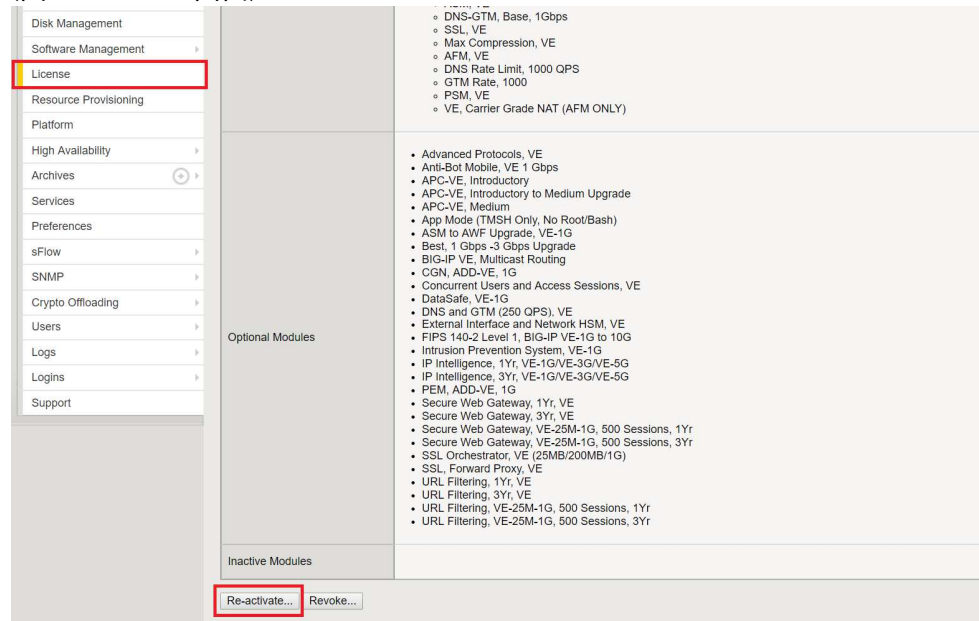 Disk Management
Software Management
License
Resource Provisioning
Platform
High Availability
Archives
Services
Preferences
sFlow
SNMP
Crypto Offloading
Users
Logs
Logins
Support
DNS-GTM, Base, 1Gbps
SSL, VE
Max Compression, VE
AFM, VE
DNS Rate Limit, 1000 QPS
GTM Rate, 1000
PSM, VE
VE, Carrier Grade NAT (AFM ONLY)
Optional Modules
Advanced Protocols, VE
Anti-Bot Mobile, VE 1 Gbps
APC-VE, Introductory
APC-VE, Introductory to Medium Upgrade
APC-VE, Medium
App Mode (TMSH Only, No Root/Bash)
ASM to AWF Upgrade, VE-1G
Best, 1 Gbps -3 Gbps Upgrade
BIG-IP VE, Multicast Routing
CGN, ADD-VE, 1G
Concurrent Users and Access Sessions, VE
DataSafe, VE-1G
DNS and GTM (250 QPS), VE
External Interface and Network HSM, VE
FIPS 140-2 Level 1, BIG-IP VE-1G to 10G
Intrusion Prevention System, VE-1G
IP Intelligence, 1Yr, VE-1G/VE-3G/VE-5G
IP Intelligence, 3Yr, VE-1G/VE-3G/VE-5G
PEM, ADD-VE, 1G
Secure Web Gateway, 1Yr, VE
Secure Web Gateway, 3Yr, VE
Secure Web Gateway, VE-25M-1G, 500 Sessions, 1Yr
Secure Web Gateway, VE-25M-1G, 500 Sessions, 3Yr
SSL Orchestrator, VE (25MB/200MB/1G)
SSL, Forward Proxy, VE
URL Filtering, 1Yr, VE
URL Filtering, 3Yr, VE
URL Filtering, VE-25M-1G, 500 Sessions, 1Yr
URL Filtering, VE-25M-1G, 500 Sessions, 3Yr
Inactive Modules
Re-activate... Revoke...